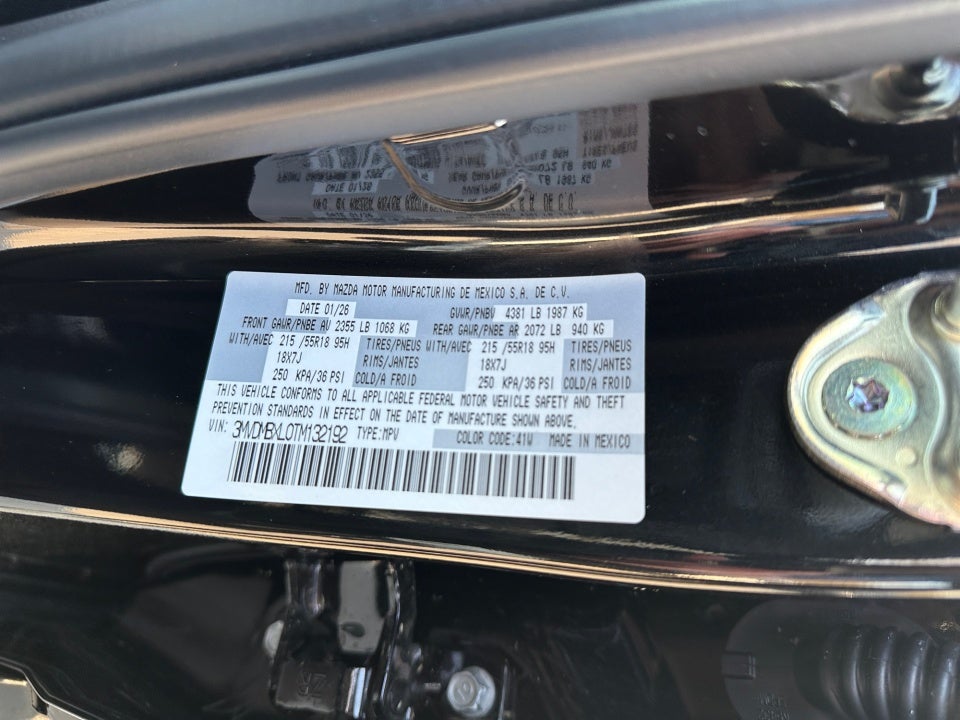 MFD. BY MAZDA MOTOR MANUFACTURING DE MEXICO S.A. DE C.V.
DATE 01/26 GVWR/PNBV 4381 LB 1987 KG
FRONT GAWR/PNBE AV 2355 LB 1068 KG REAR GAWR/PNBE AR 2072 LB 940 KG
WITH/AVEC 215 /55R18 95H TIRES/PNEUS WITH/AVEC 215 /55R18 95H TIRES/PNEUS
18X7J RIMS/JANTES 18X7J RIMS/JANTES
250 KPA/36 PSI COLD/A FROID 250 KPA/36 PSI COLD/A FROID
THIS VEHICLE CONFORMS TO ALL APPLICABLE FEDERAL MOTOR VEHICLE SAFETY AND THEFT
PREVENTION STANDARDS IN EFFECT ON THE DATE OF MANUFACTURE SHOWN ABOVE.
VIN: 3MVDMBXL0TM132192 TYPE:MPV COLOR CODE:41W MADE IN MEXICO